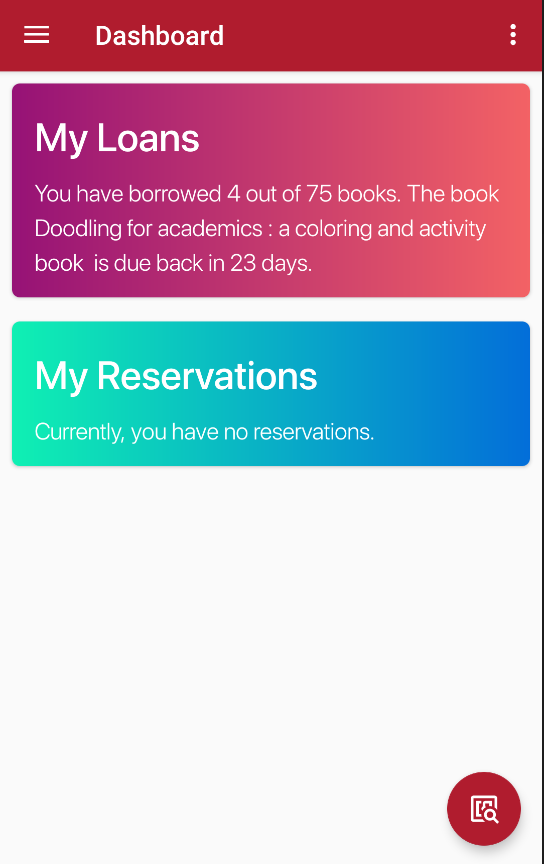 Dashboard
My Loans
You have borrowed 4 out of 75 books. The book
Doodling for academics : a coloring and activity
book  is due back in 23 days.
My Reservations
Currently, you have no reservations.